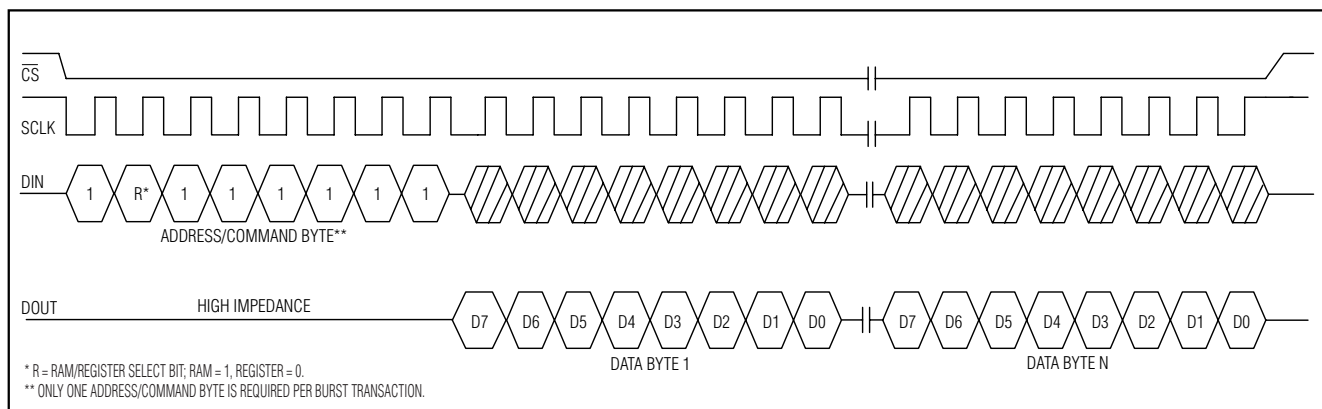 CS
SCLK
DIN 1 R* 1 1 1 1 1 1
ADDRESS/COMMAND BYTE**
DOUT HIGH IMPEDANCE D7 D6 D5 D4 D3 D2 D1 D0 D7 D6 D5 D4 D3 D2 D1 D0
DATA BYTE 1 DATA BYTE N
* R = RAM/REGISTER SELECT BIT; RAM = 1, REGISTER = 0.
** ONLY ONE ADDRESS/COMMAND BYTE IS REQUIRED PER BURST TRANSACTION.